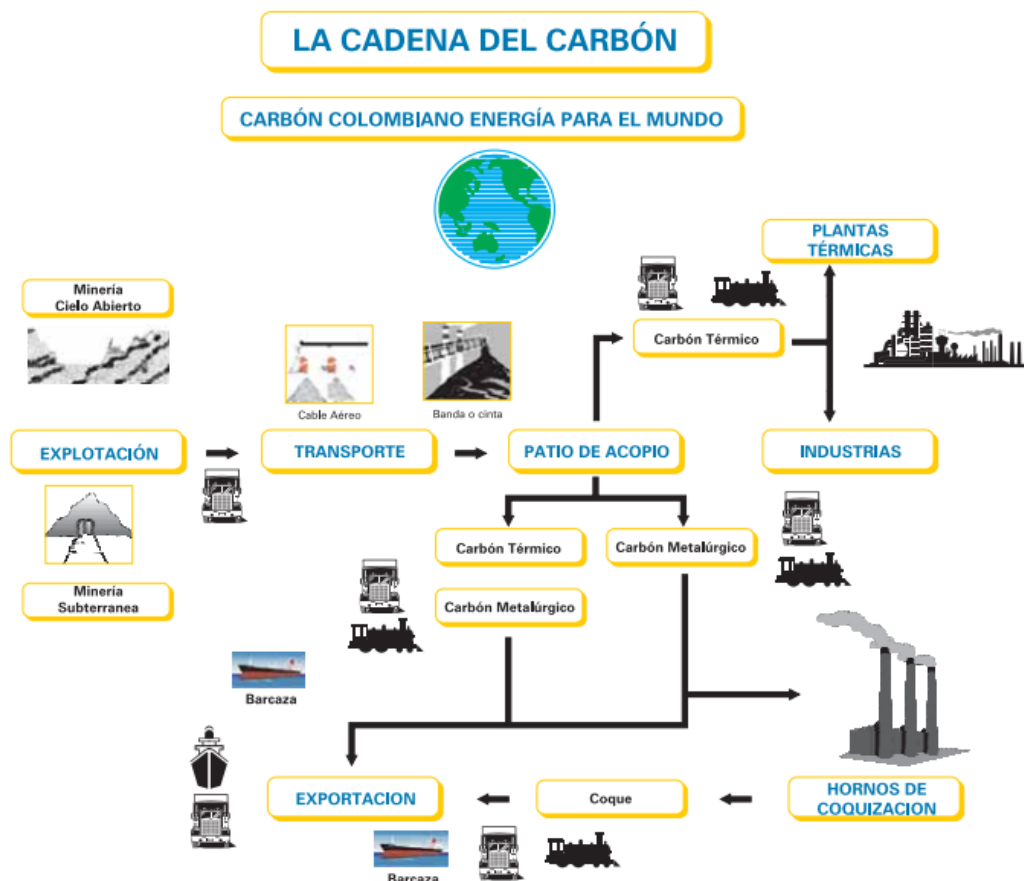 LA CADENA DEL CARBÓN
CARBÓN COLOMBIANO ENERGÍA PARA EL MUNDO
PLANTAS
TÉRMICAS
Minería
Cielo Abierto
Carbón Térmico
Cable Aéreo
Banda o cinta
EXPLOTACIÓN
TRANSPORTE
PATIO DE ACOPIO
INDUSTRIAS
Carbón Térmico
Carbón Metalúrgico
Minería
Subterranea
Carbón Metalúrgico
Barcaza
EXPORTACION
Coque
HORNOS DE
COQUIZACION
Barcaza